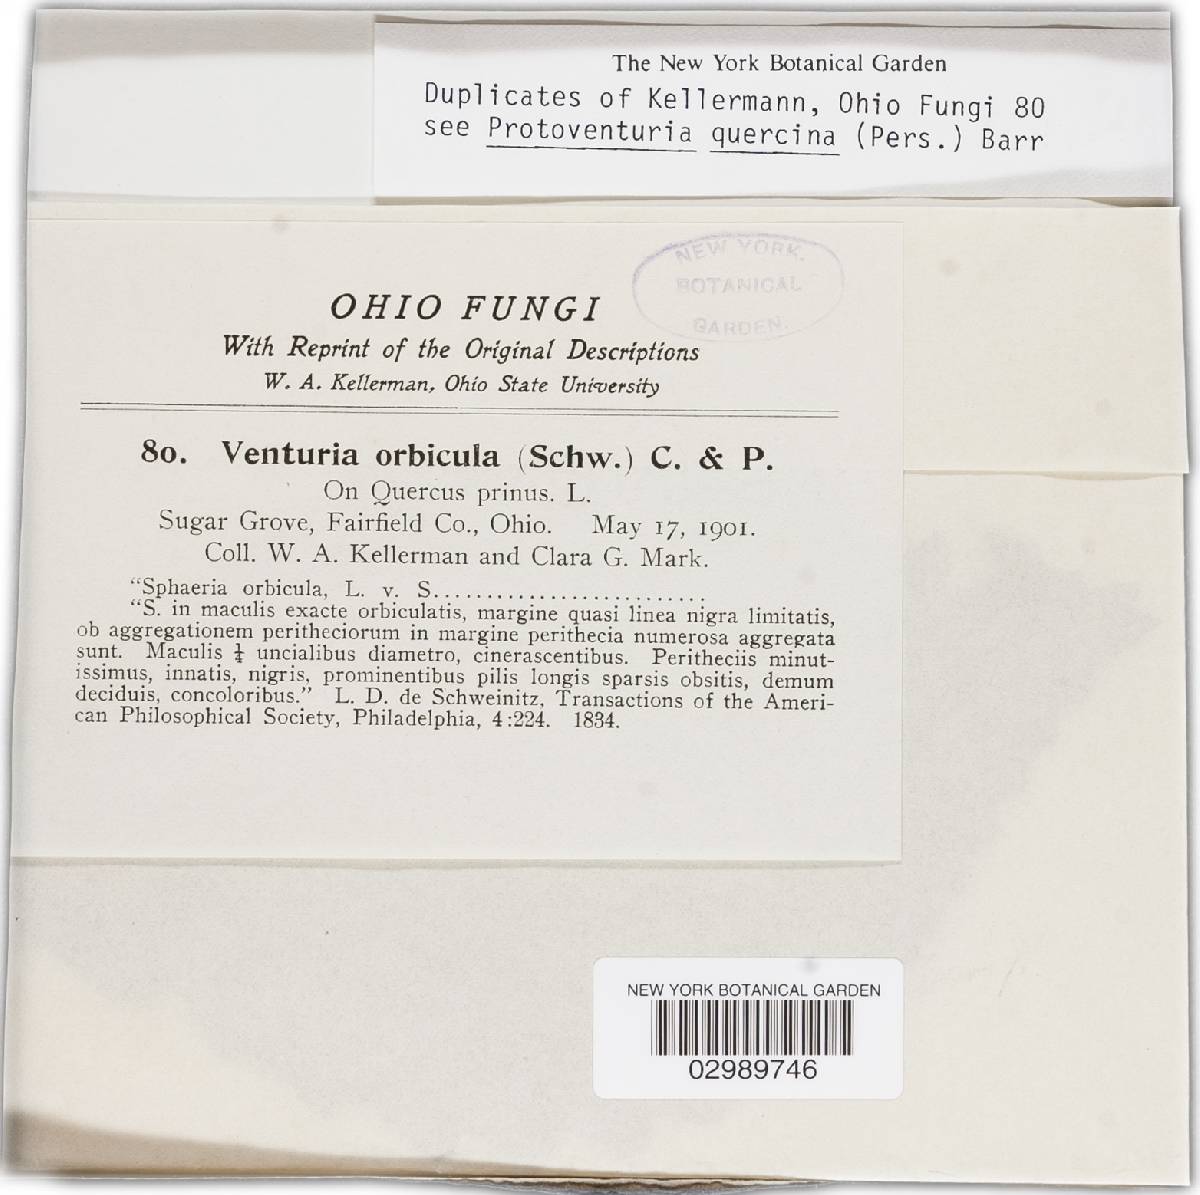 The New York Botanical Garden
Duplicates of Kellermann, Ohio Fungi 80
see Protoventuria quercina (Pers.) Barr
NEW YORK.
BOTANICAL
GARDEN.
OHIO FUNGI
With Reprint of the Original Descriptions
W. A. Kellerman, Ohio State University
80. Venturia orbicula (Schw.) C. & P.
On Quercus prinus. L.
Sugar Grove, Fairfield Co., Ohio. May 17, 1901.
Coll. W. A. Kellerman and Clara G. Mark.
"Sphaeria orbicula, L. v. S..........................
"S. in maculis exacte orbiculatis, margine quasi linea nigra limitatis,
ob aggregationem peritheciorum in margine perithecia numerosa aggregata
sunt. Maculis ¼ uncialibus diametro, cinerascentibus. Peritheciis minut-
issimus, innatis, nigris, prominentibus pilis longis sparsis obsitis, demum
deciduis, concoloribus." L. D. de Schweinitz, Transactions of the Ameri-
can Philosophical Society, Philadelphia, 4:224. 1834.
NEW YORK BOTANICAL GARDEN
02989746